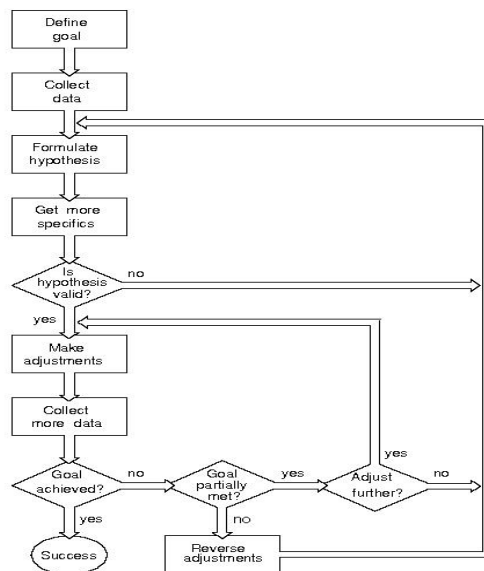 Define
goal
Collect
data
Formulate
hypothesis
Get more
specifics
Is
hypothesis
valid?
no
yes
Make
adjustments
Collect
more data
Goal
achieved?
no
yes
Success
Goal
partially
met?
yes
no
Reverse
adjustments
Adjust
further?
yes
no